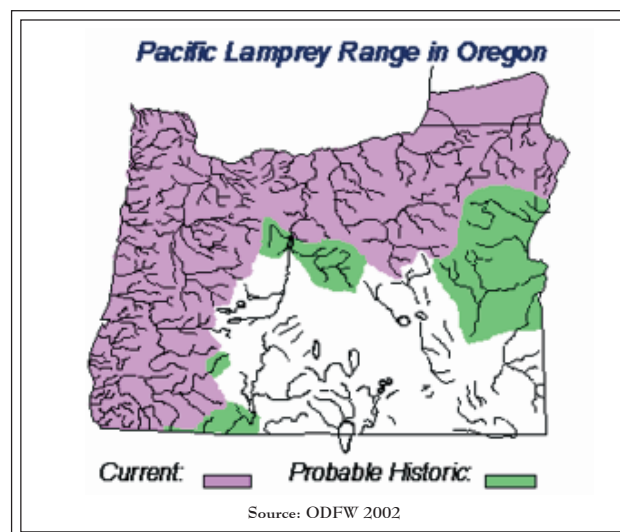 Pacific Lamprey Range in Oregon
Current: Probable Historic:
Source: ODFW 2002